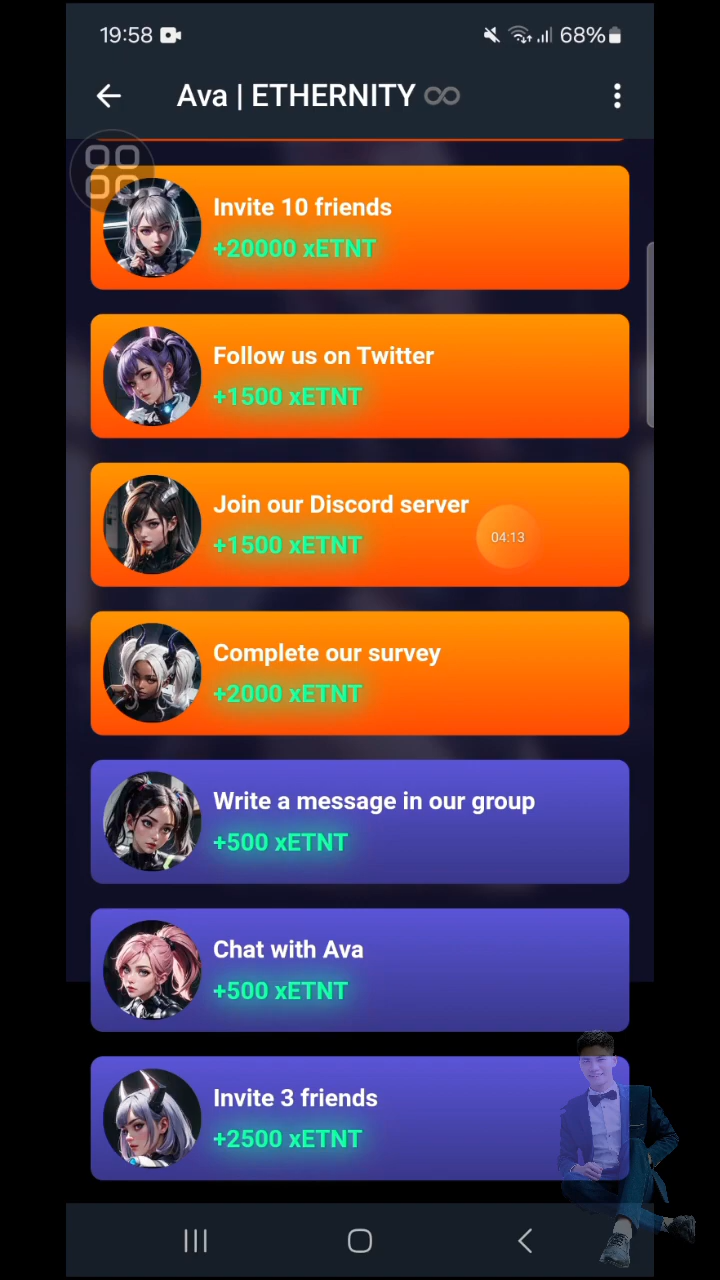 19:58
68%
Ava | ETHERNITY ♾
Invite 10 friends
+20000 xETNT
Follow us on Twitter
+1500 xETNT
Join our Discord server
+1500 xETNT
04:13
Complete our survey
+2000 xETNT
Write a message in our group
+500 xETNT
Chat with Ava
+500 xETNT
Invite 3 friends
+2500 xETNT